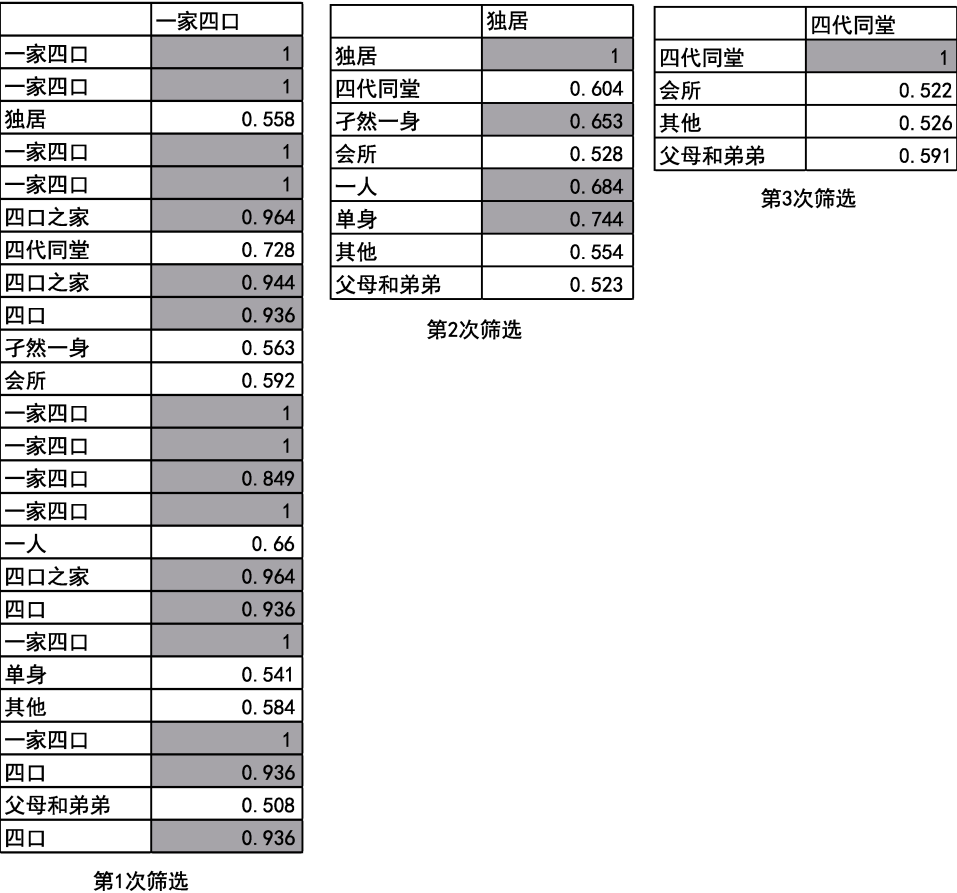 一家四口
一家四口 1
一家四口 1
独居 0.558
一家四口 1
一家四口 1
四口之家 0.964
四代同堂 0.728
四口之家 0.944
四口 0.936
孑然一身 0.563
会所 0.592
一家四口 1
一家四口 1
一家四口 0.849
一家四口 1
一人 0.66
四口之家 0.964
四口 0.936
一家四口 1
单身 0.541
其他 0.584
一家四口 1
四口 0.936
父母和弟弟 0.508
四口 0.936
第1次筛选
独居
独居 1
四代同堂 0.604
孑然一身 0.653
会所 0.528
一人 0.684
单身 0.744
其他 0.554
父母和弟弟 0.523
第2次筛选
四代同堂
四代同堂 1
会所 0.522
其他 0.526
父母和弟弟 0.591
第3次筛选